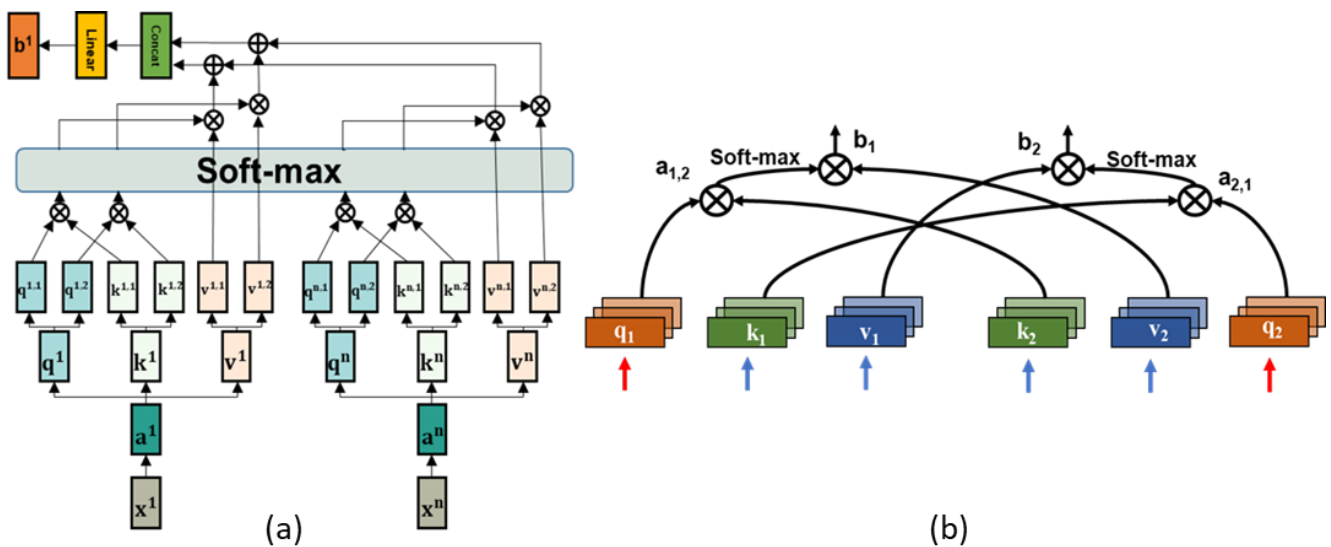 b¹
Linear
Concat
Soft-max
q¹,¹ q¹,² k¹,¹ k¹,² v¹,¹ v¹,² qⁿ,¹ qⁿ,² kⁿ,¹ kⁿ,² vⁿ,¹ vⁿ,²
q¹ k¹ v¹ qⁿ kⁿ vⁿ
a¹ aⁿ
x¹ xⁿ
(a)
b₁ b₂
Soft-max Soft-max
a₁,₂ a₂,₁
q₁ k₁ v₁ k₂ v₂ q₂
(b)